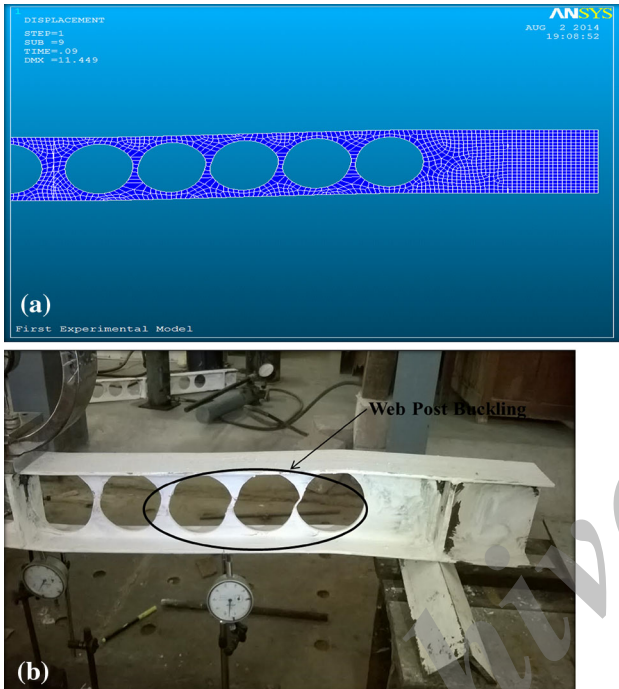 1
DISPLACEMENT
STEP=1
SUB =9
TIME=.09
DMX =11.449
ANSYS
AUG 2 2014
19:08:52
(a)
First Experimental Model
Web Post Buckling
(b)